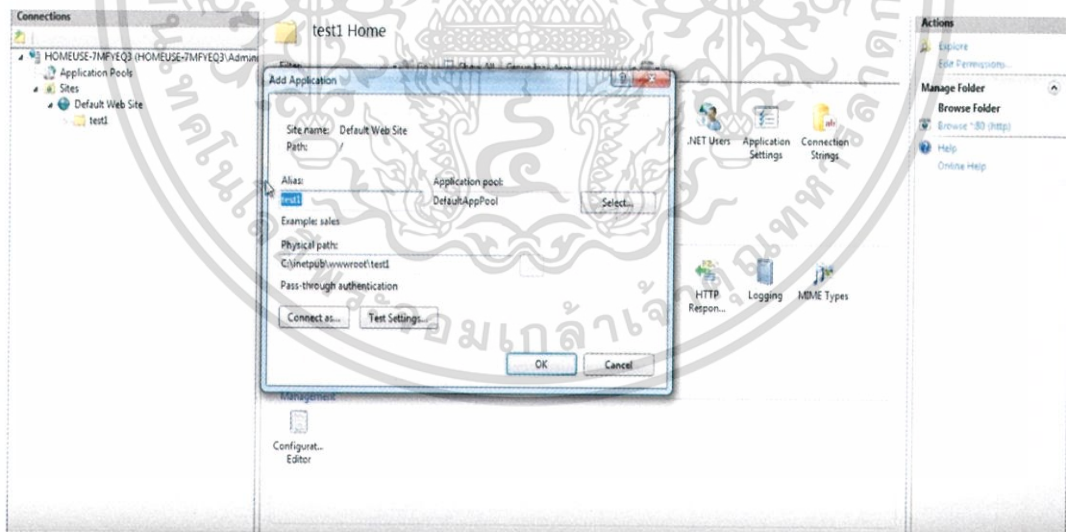 Connections
HOMEUSE-7MFYEQ3 (HOMEUSE-7MFYEQ3\Admini
Application Pools
Sites
Default Web Site
test1
test1 Home
Add Application
Site name: Default Web Site
Path: /
Alias:
Application pool:
test1
DefaultAppPool
Select...
Example: sales
Physical path:
C:\inetpub\wwwroot\test1
Pass-through authentication
Connect as...
Test Settings...
OK
Cancel
.NET Users
Application Settings
Connection Strings
HTTP Respon...
Logging
MIME Types
Management
Configurat... Editor
Actions
Explore
Edit Permissions...
Manage Folder
Browse Folder
Browse *:80 (http)
Help
Online Help